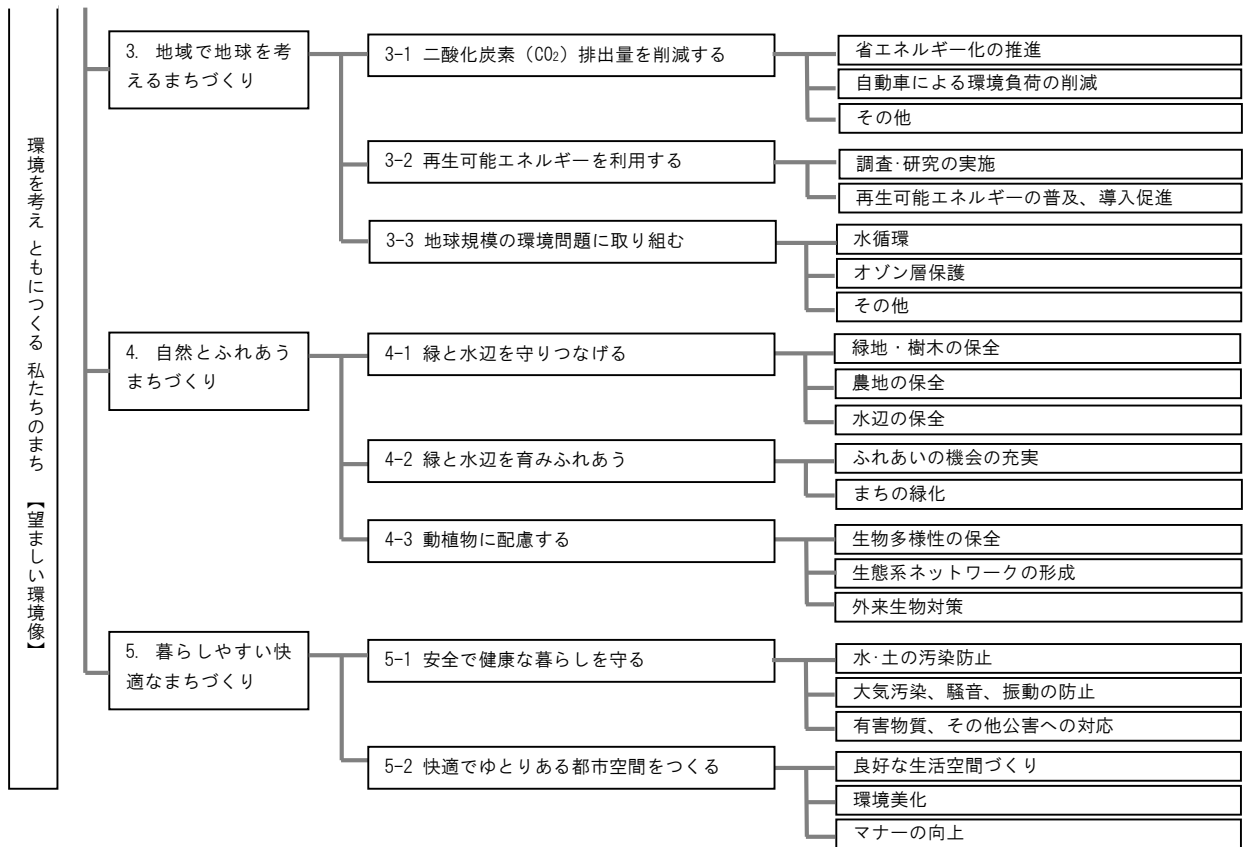 環境を考え ともにつくる 私たちのまち 【望ましい環境像】
3. 地域で地球を考
えるまちづくり
3-1 二酸化炭素（CO₂）排出量を削減する
省エネルギー化の推進
自動車による環境負荷の削減
その他
3-2 再生可能エネルギーを利用する
調査･研究の実施
再生可能エネルギーの普及、導入促進
3-3 地球規模の環境問題に取り組む
水循環
オゾン層保護
その他
4. 自然とふれあう
まちづくり
4-1 緑と水辺を守りつなげる
緑地・樹木の保全
農地の保全
水辺の保全
4-2 緑と水辺を育みふれあう
ふれあいの機会の充実
まちの緑化
4-3 動植物に配慮する
生物多様性の保全
生態系ネットワークの形成
外来生物対策
5. 暮らしやすい快
適なまちづくり
5-1 安全で健康な暮らしを守る
水･土の汚染防止
大気汚染、騒音、振動の防止
有害物質、その他公害への対応
5-2 快適でゆとりある都市空間をつくる
良好な生活空間づくり
環境美化
マナーの向上